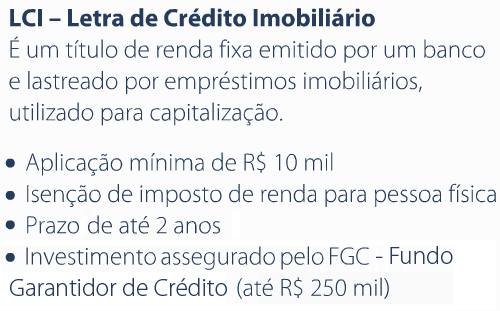 LCI – Letra de Crédito Imobiliário
É um título de renda fixa emitido por um banco
e lastreado por empréstimos imobiliários,
utilizado para capitalização.
• Aplicação mínima de R$ 10 mil
• Isenção de imposto de renda para pessoa física
• Prazo de até 2 anos
• Investimento assegurado pelo FGC - Fundo
Garantidor de Crédito (até R$ 250 mil)